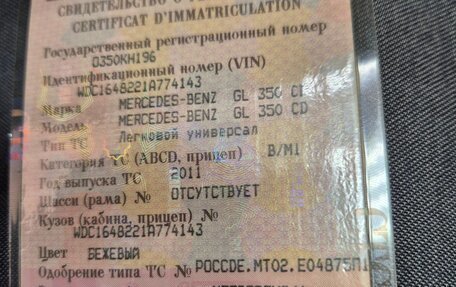 СВИДЕТЕЛЬСТВО О
CERTIFICAT D'IMMATRICULATION
Государственный регистрационный номер
О350КН196
Идентификационный номер (VIN)
WDC1648221A774143
Марка MERCEDES-BENZ GL 350 CD
Модель MERCEDES-BENZ GL 350 CD
Тип ТС Легковой универсал
Категория ТС (ABCD, прицеп) B/M1
Год выпуска ТС 2011
Шасси (рама) № ОТСУТСТВУЕТ
Кузов (кабина, прицеп) №
WDC1648221A774143
Цвет БЕЖЕВЫЙ
Одобрение типа ТС № РОССDE.МТ02.Е04875П1